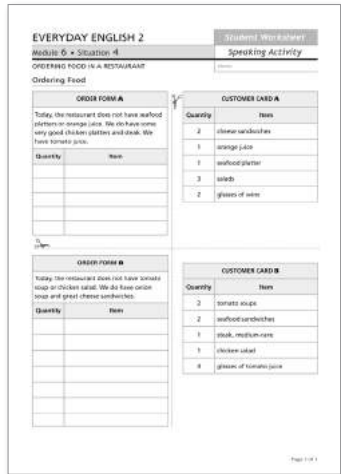 EVERYDAY ENGLISH 2
Student Worksheet
Module 6 • Situation 4
Speaking Activity
ORDERING FOOD IN A RESTAURANT
Ordering Food
ORDER FORM A
Today, the restaurant does not have seafood
platters or orange juice. We do have some
very good chicken platters and steak. We
have tomato juice.
Quantity Item
CUSTOMER CARD A
Quantity Item
2 cheese sandwiches
1 orange juice
1 seafood platter
3 salads
2 glasses of wine
ORDER FORM B
Today, the restaurant does not have tomato
soup or chicken salad. We do have onion
soup and great cheese sandwiches.
Quantity Item
CUSTOMER CARD B
Quantity Item
2 tomato soups
2 seafood sandwiches
1 steak, medium-rare
1 chicken salad
4 glasses of tomato juice
Page 1 of 1